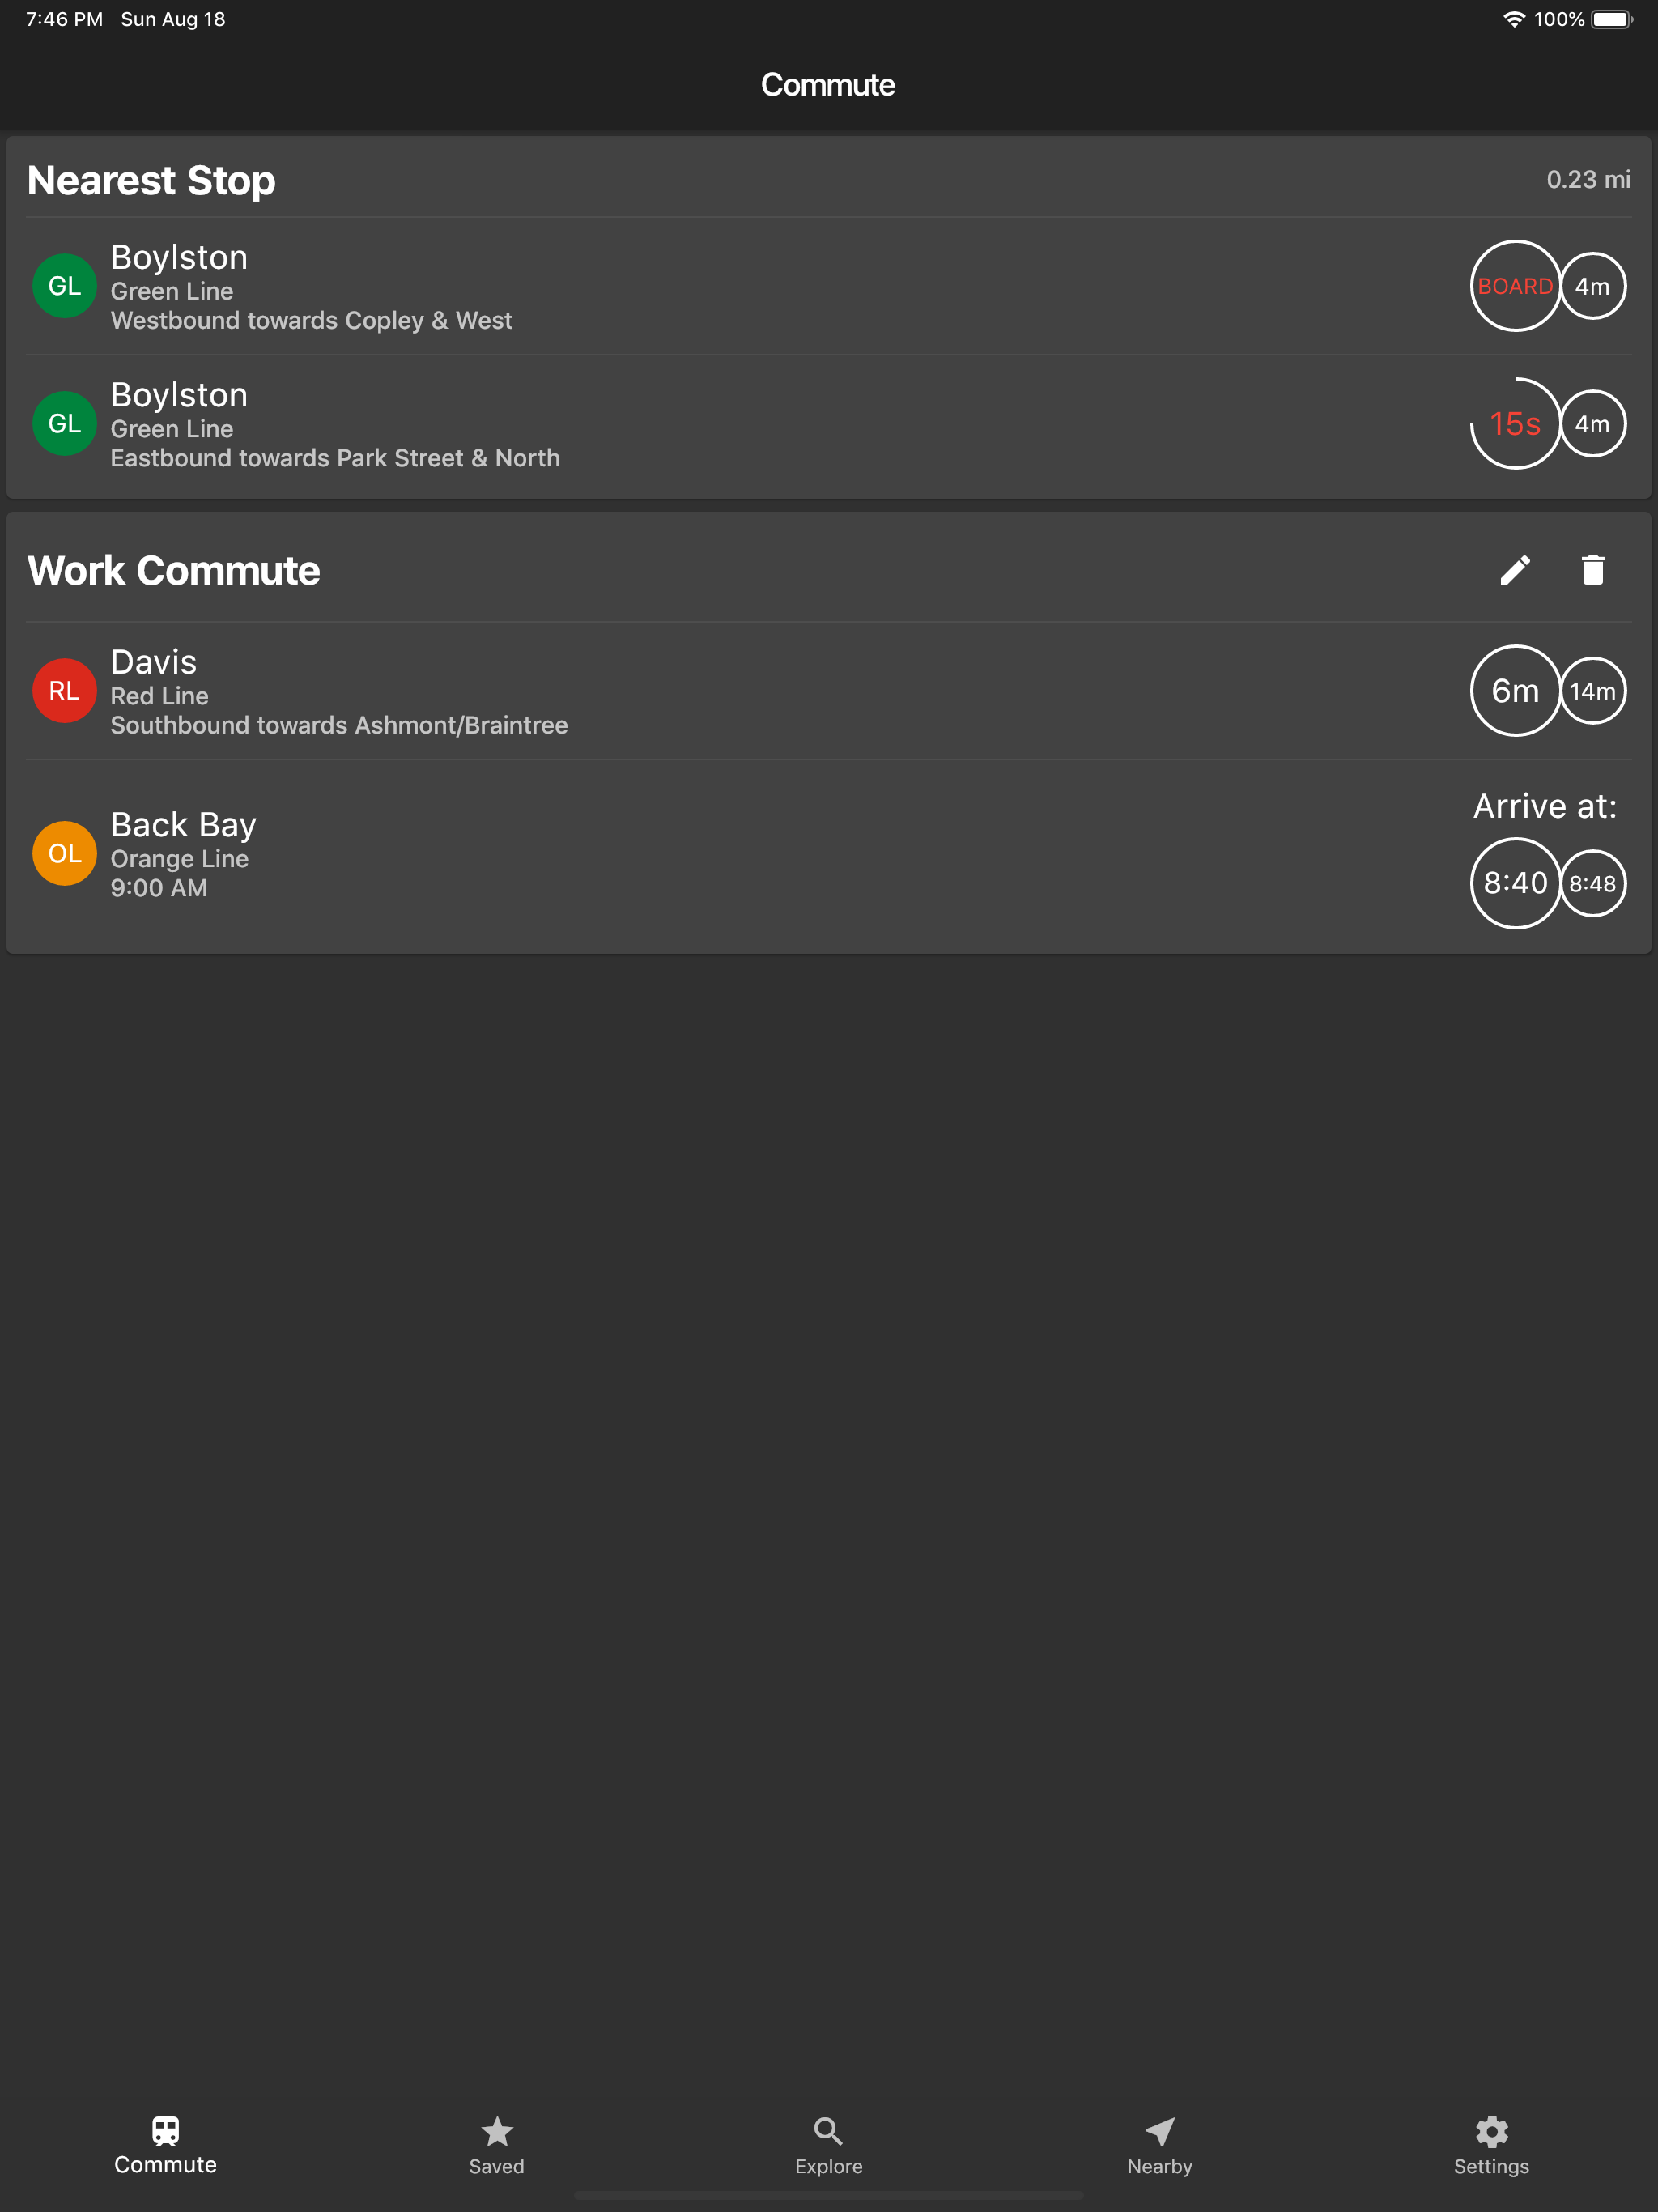 7:46 PM Sun Aug 18 100%
Commute
Nearest Stop 0.23 mi
GL Boylston
Green Line
Westbound towards Copley & West
BOARD 4m
GL Boylston
Green Line
Eastbound towards Park Street & North
15s 4m
Work Commute
RL Davis
Red Line
Southbound towards Ashmont/Braintree
6m 14m
OL Back Bay
Orange Line
9:00 AM
Arrive at:
8:40 8:48
Commute Saved Explore Nearby Settings